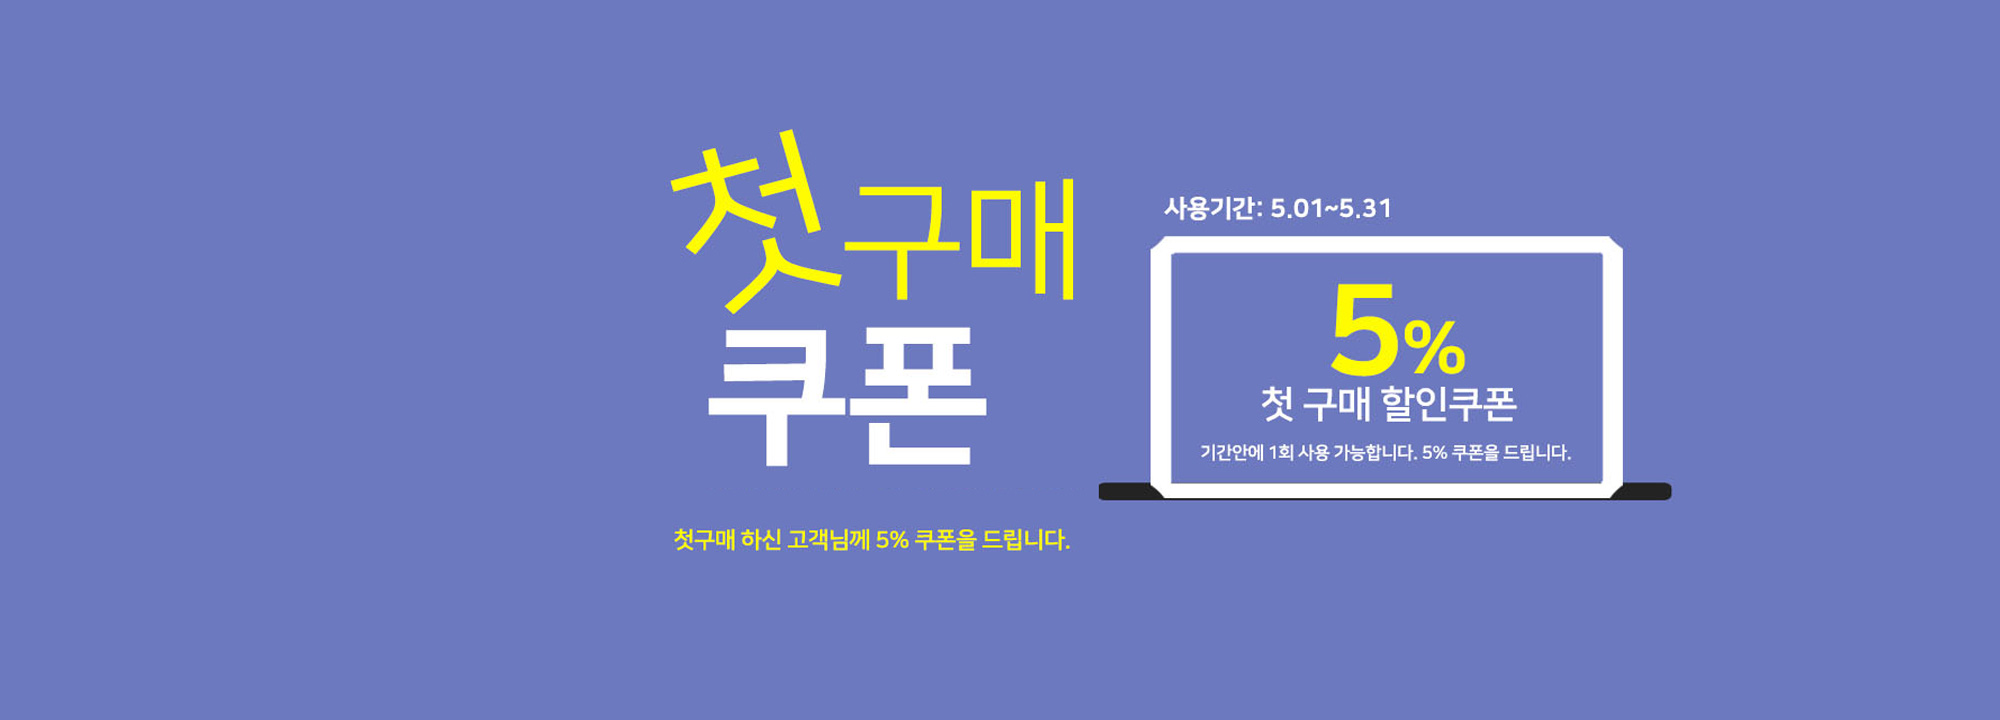 첫구매
쿠폰
첫구매 하신 고객님께 5% 쿠폰을 드립니다.
사용기간: 5.01~5.31
5%
첫 구매 할인쿠폰
기간안에 1회 사용 가능합니다. 5% 쿠폰을 드립니다.